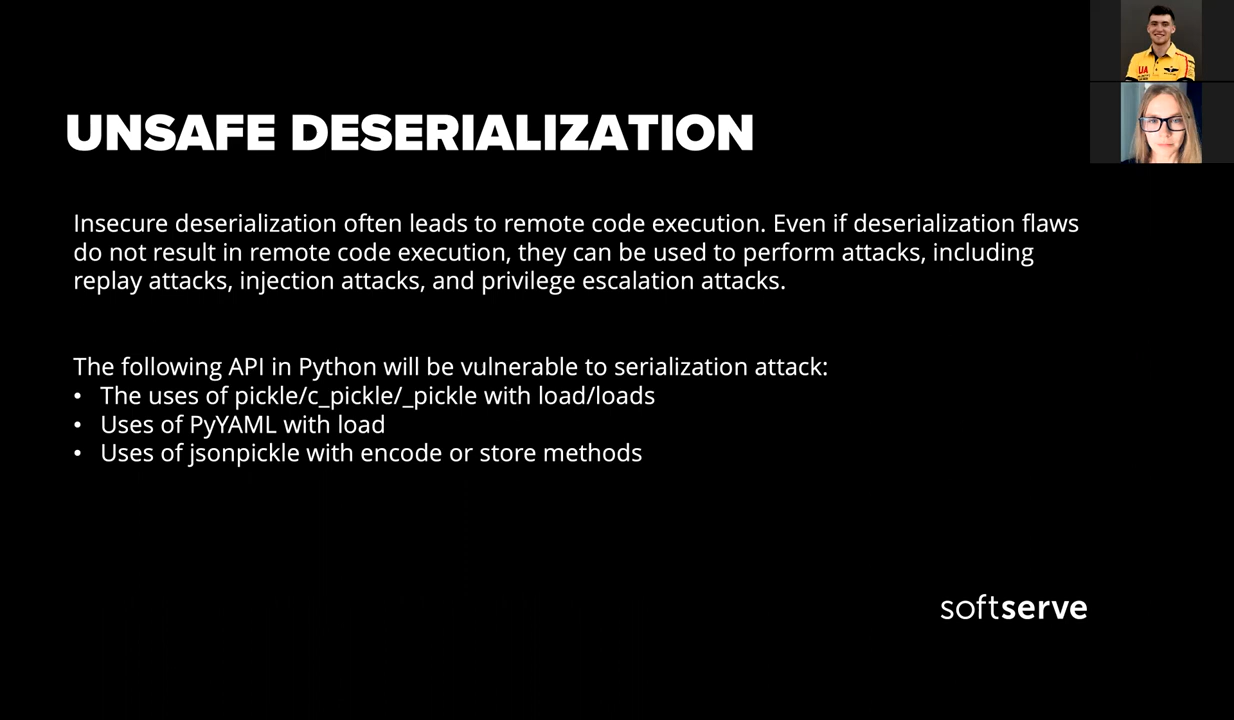 UNSAFE DESERIALIZATION
Insecure deserialization often leads to remote code execution. Even if deserialization flaws
do not result in remote code execution, they can be used to perform attacks, including
replay attacks, injection attacks, and privilege escalation attacks.
The following API in Python will be vulnerable to serialization attack:
• The uses of pickle/c_pickle/_pickle with load/loads
• Uses of PyYAML with load
• Uses of jsonpickle with encode or store methods
softserve
UA